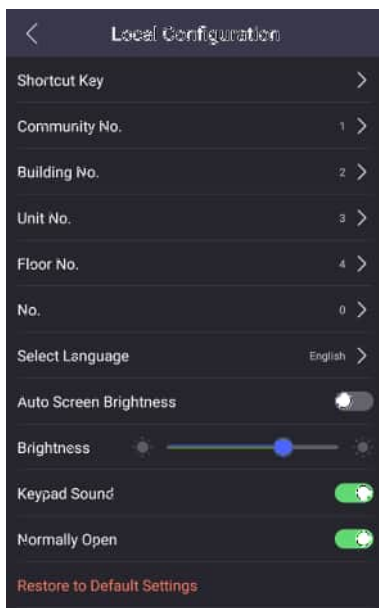 Local Configuration
Shortcut Key
Community No. 1
Building No. 2
Unit No. 3
Floor No. 4
No. 0
Select Language English
Auto Screen Brightness
Brightness
Keypad Sound
Normally Open
Restore to Default Settings